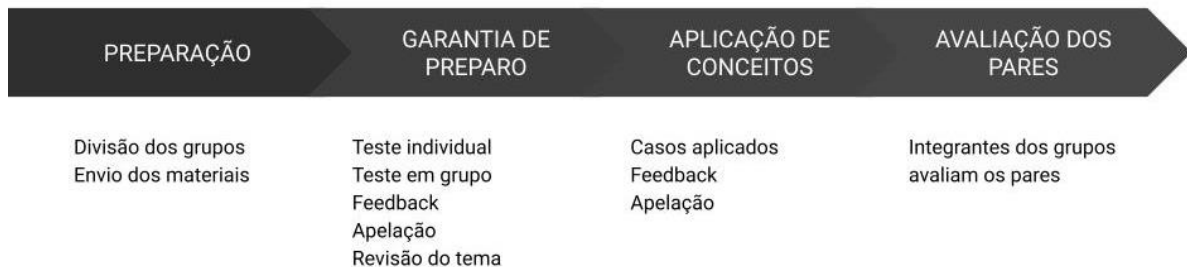 PREPARAÇÃO
GARANTIA DE
PREPARO
APLICAÇÃO DE
CONCEITOS
AVALIAÇÃO DOS
PARES
Divisão dos grupos
Envio dos materiais
Teste individual
Teste em grupo
Feedback
Apelação
Revisão do tema
Casos aplicados
Feedback
Apelação
Integrantes dos grupos
avaliam os pares